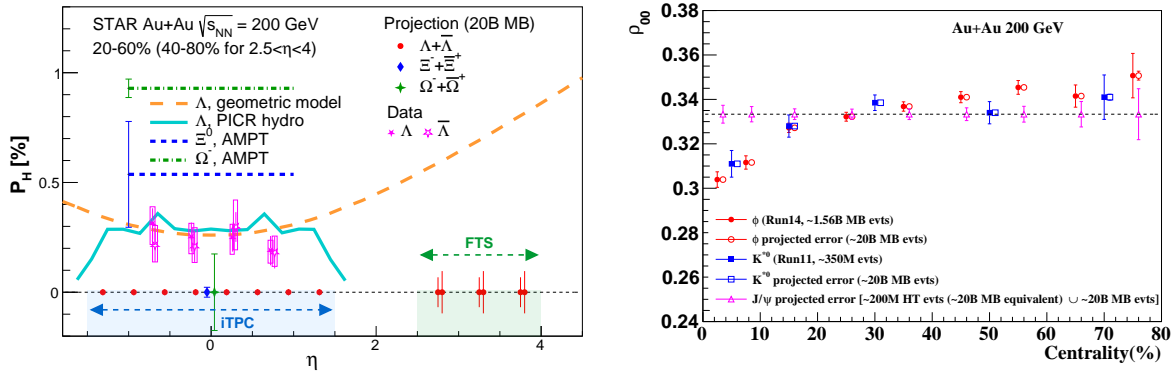 STAR Au+Au √s_NN = 200 GeV
20-60% (40-80% for 2.5<η<4)
Projection (20B MB)
Λ+Λ̅
Ξ⁻+Ξ̅⁺
Ω⁻+Ω̅⁺
Data
Λ Λ̅
Λ, geometric model
Λ, PICR hydro
Ξ⁰, AMPT
Ω⁻, AMPT
P_H [%]
1
0.5
0
FTS
iTPC
0 2 4
η
ρ₀₀
Au+Au 200 GeV
0.38
0.36
0.34
0.32
0.3
0.28
0.26
0.24
ϕ (Run14, ~1.56B MB evts)
ϕ projected error (~20B MB evts)
K*⁰ (Run11, ~350M evts)
K*⁰ projected error (~20B MB evts)
J/ψ projected error [~200M HT evts (~20B MB equivalent) ∪ ~20B MB evts]
0 10 20 30 40 50 60 70 80
Centrality(%)